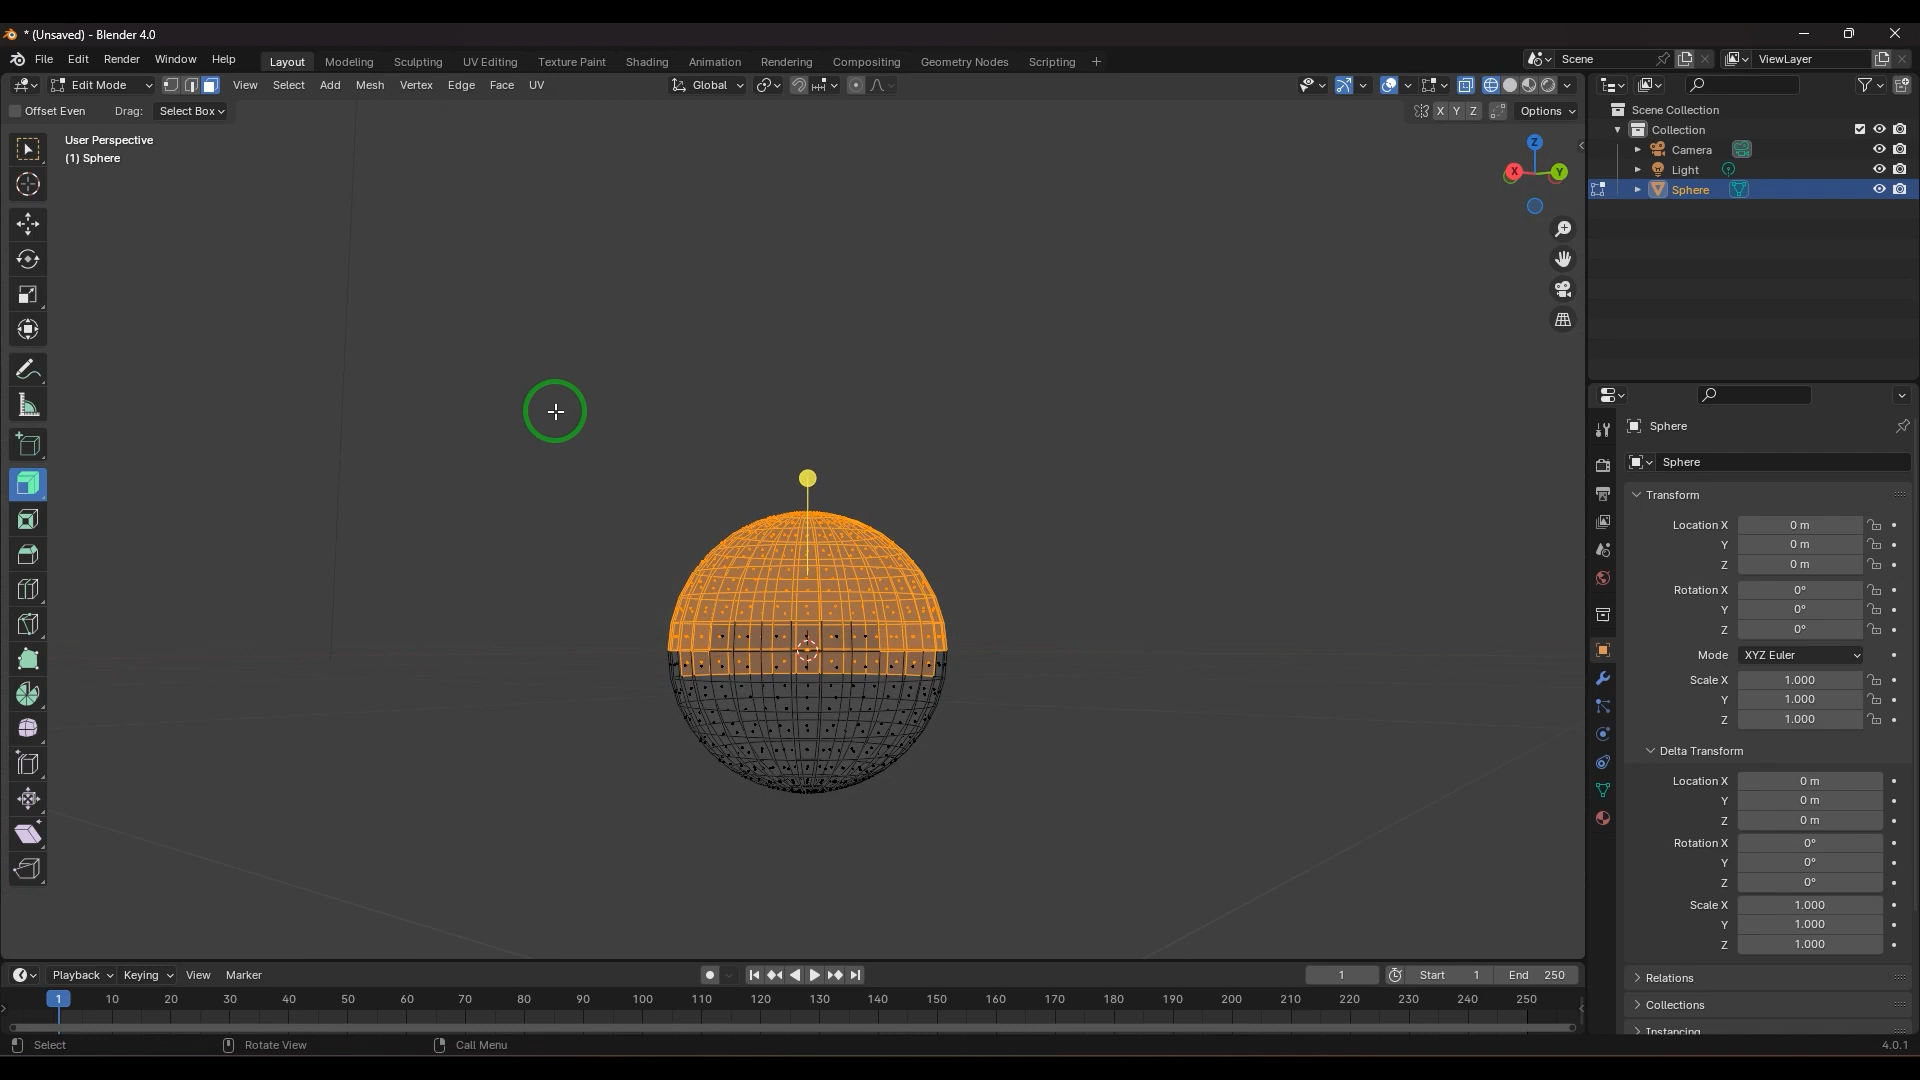 * (Unsaved) - Blender 4.0
File Edit Render Window Help Layout Modeling Sculpting UV Editing Texture Paint Shading Animation Rendering Compositing Geometry Nodes Scripting + Scene ViewLayer
Edit Mode View Select Add Mesh Vertex Edge Face UV Global
Offset Even Drag: Select Box X Y Z Options
User Perspective
(1) Sphere
Z
X Y
Scene Collection
Collection
Camera
Light
Sphere
Sphere
Sphere
Transform
Location X 0 m
Y 0 m
Z 0 m
Rotation X 0°
Y 0°
Z 0°
Mode XYZ Euler
Scale X 1.000
Y 1.000
Z 1.000
Delta Transform
Location X 0 m
Y 0 m
Z 0 m
Rotation X 0°
Y 0°
Z 0°
Scale X 1.000
Y 1.000
Z 1.000
Relations
Collections
Instancing
Playback Keying View Marker 1 Start 1 End 250
1 10 20 30 40 50 60 70 80 90 100 110 120 130 140 150 160 170 180 190 200 210 220 230 240 250
Select Rotate View Call Menu 4.0.1